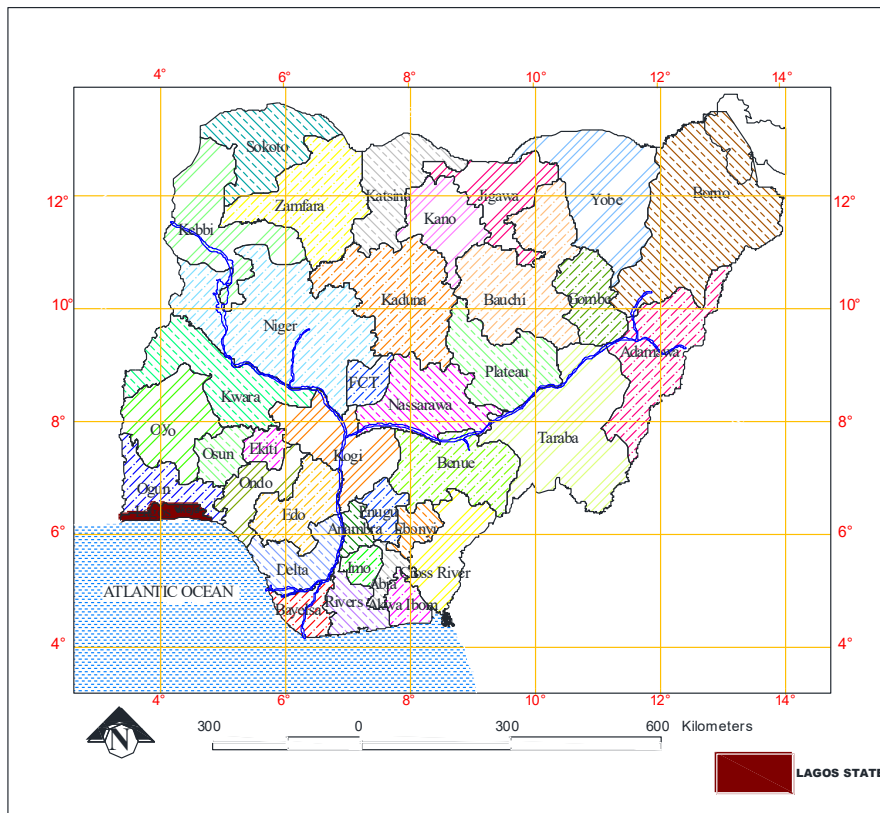 4° 6° 8° 10° 12° 14°
Sokoto
Katsina
Jigawa
Yobe
Borno
12° 12°
Zamfara
Kano
Kebbi
10° 10°
Kaduna
Bauchi
Gombe
Niger
Adamawa
Plateau
FCT
Kwara
Nassarawa
8° 8°
Oyo
Taraba
Osun
Ekiti
Kogi
Benue
Ondo
Ogun
Edo
Enugu
Anambra
Ebonyi
6° 6°
Delta
Imo
Cross River
Abia
ATLANTIC OCEAN
Bayelsa
Rivers
Akwa Ibom
4° 4°
4° 6° 8° 10° 12° 14°
N
300 0 300 600 Kilometers
LAGOS STATE